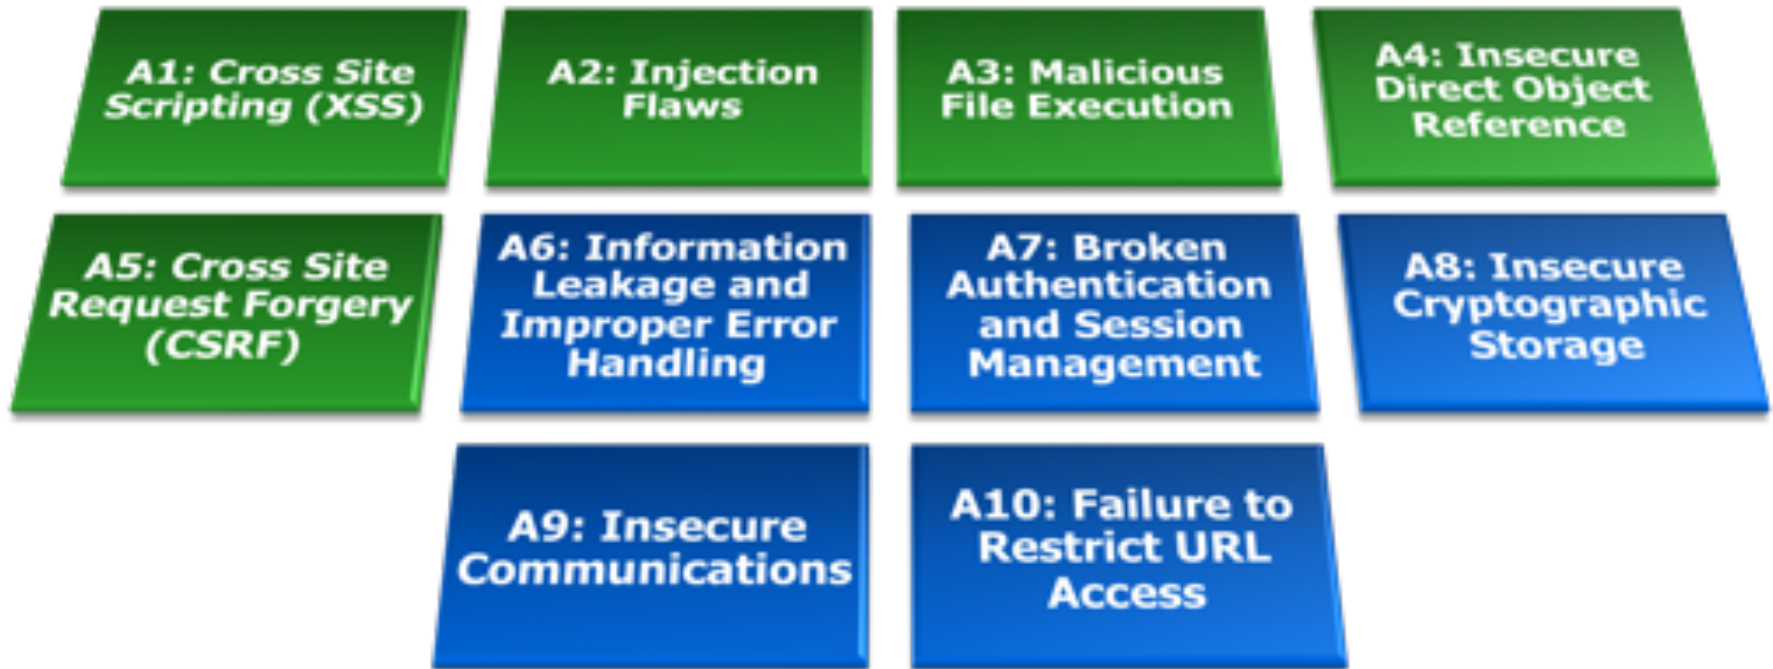 A1: Cross Site
Scripting (XSS)
A2: Injection
Flaws
A3: Malicious
File Execution
A4: Insecure
Direct Object
Reference
A5: Cross Site
Request Forgery
(CSRF)
A6: Information
Leakage and
Improper Error
Handling
A7: Broken
Authentication
and Session
Management
A8: Insecure
Cryptographic
Storage
A9: Insecure
Communications
A10: Failure to
Restrict URL
Access